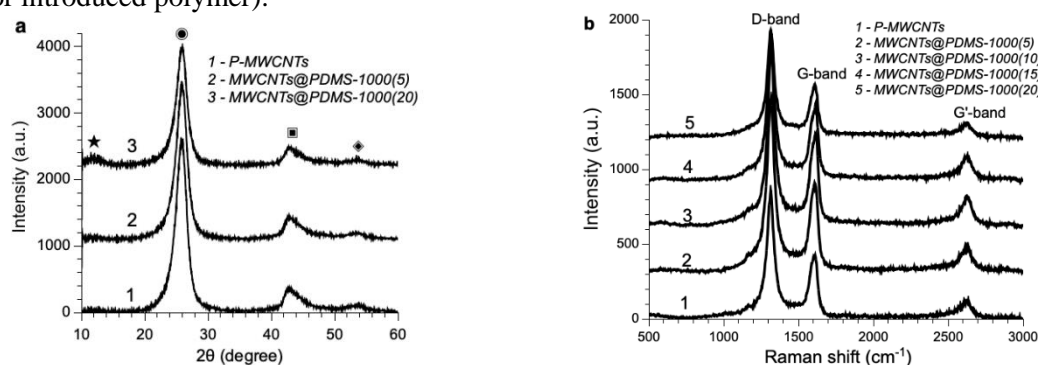 or introduced polymer).
a
4000
3000
2000
1000
0
10 20 30 40 50 60
Intensity (a.u.)
2θ (degree)
1 - P-MWCNTs
2 - MWCNTs@PDMS-1000(5)
3 - MWCNTs@PDMS-1000(20)
3
2
1
b
2000
1500
1000
500
0
500 1000 1500 2000 2500 3000
Intensity (a.u.)
Raman shift (cm⁻¹)
D-band
G-band
G'-band
1 - P-MWCNTs
2 - MWCNTs@PDMS-1000(5)
3 - MWCNTs@PDMS-1000(10)
4 - MWCNTs@PDMS-1000(15)
5 - MWCNTs@PDMS-1000(20)
5
4
3
2
1